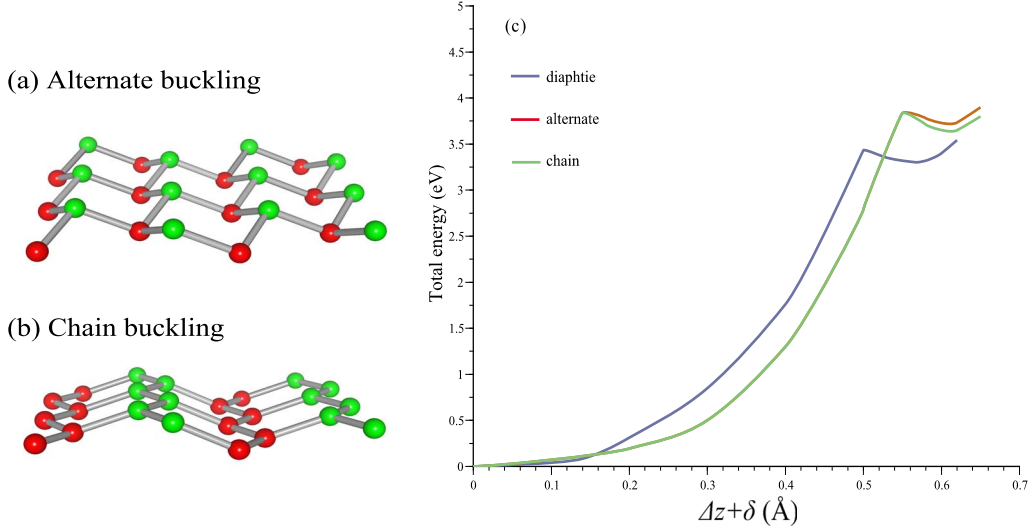 (a) Alternate buckling
(b) Chain buckling
(c)
diaphtie
alternate
chain
Total energy (eV)
5
4.5
4
3.5
3
2.5
2
1.5
1
0.5
0
0
0.1
0.2
0.3
0.4
0.5
0.6
0.7
Δz+δ (Å)